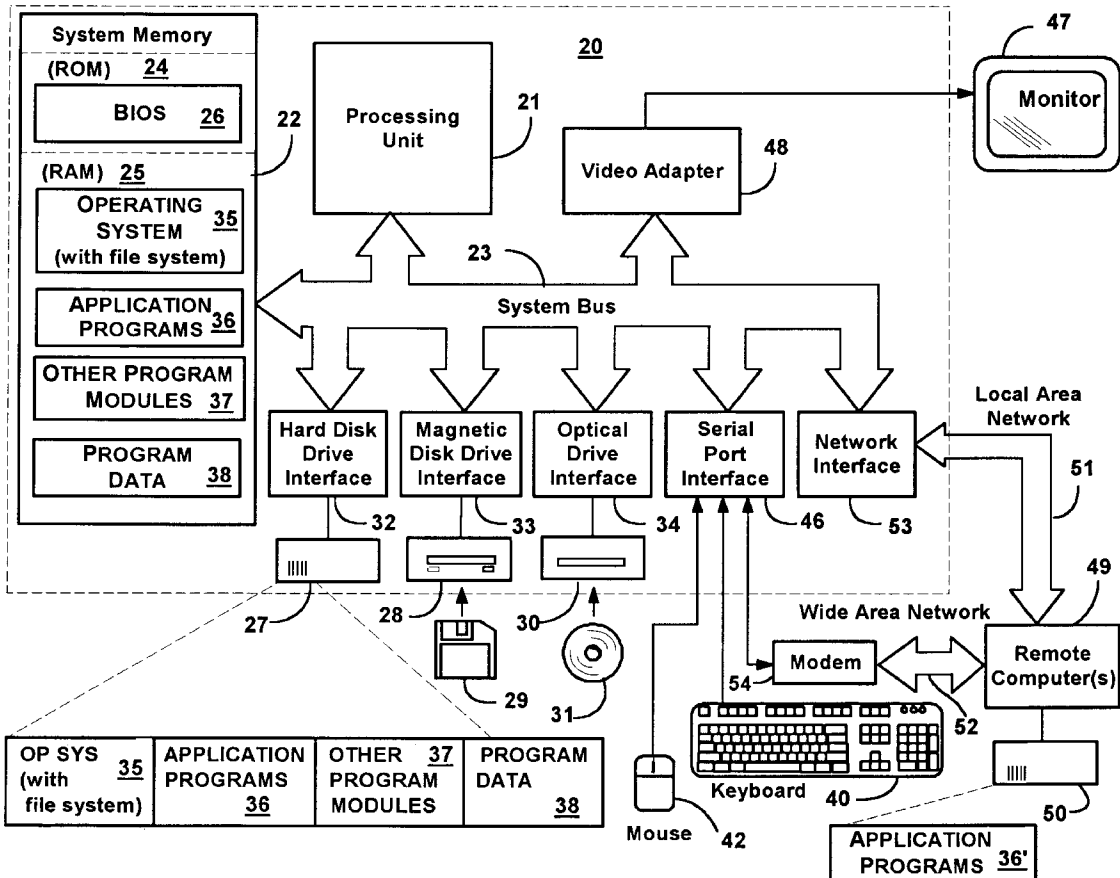 System Memory
(ROM) 24
BIOS 26
22
(RAM) 25
OPERATING
SYSTEM 35
(with file system)
APPLICATION
PROGRAMS 36
OTHER PROGRAM
MODULES 37
PROGRAM
DATA 38
20
Processing
Unit
21
Video Adapter
48
47
Monitor
23
System Bus
Hard Disk
Drive
Interface
32
Magnetic
Disk Drive
Interface
33
Optical
Drive
Interface
34
Serial
Port
Interface
46
Network
Interface
53
Local Area
Network
51
27
28
29
30
31
Wide Area Network
49
Modem
54
52
Remote
Computer(s)
50
Keyboard
40
Mouse
42
OP SYS
(with 35
file system)
APPLICATION
PROGRAMS
36
OTHER 37
PROGRAM
MODULES
PROGRAM
DATA
38
APPLICATION
PROGRAMS 36'